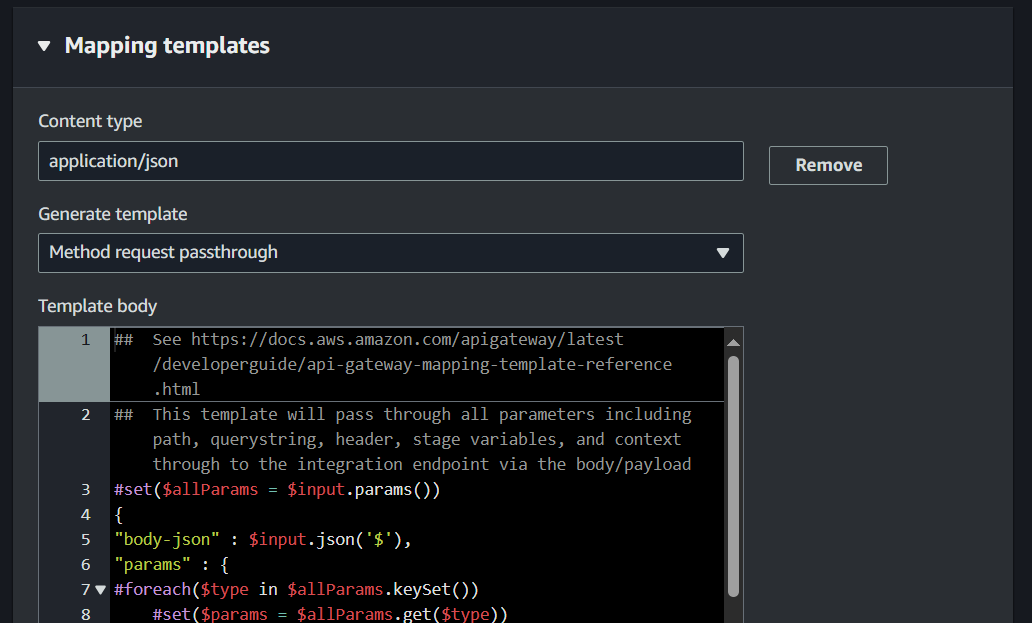 Mapping templates
Content type
application/json
Remove
Generate template
Method request passthrough
Template body
1 ##  See https://docs.aws.amazon.com/apigateway/latest
/developerguide/api-gateway-mapping-template-reference
.html
2 ##  This template will pass through all parameters including
path, querystring, header, stage variables, and context
through to the integration endpoint via the body/payload
3 #set($allParams = $input.params())
4 {
5 "body-json" : $input.json('$'),
6 "params" : {
7 #foreach($type in $allParams.keySet())
8     #set($params = $allParams.get($type))